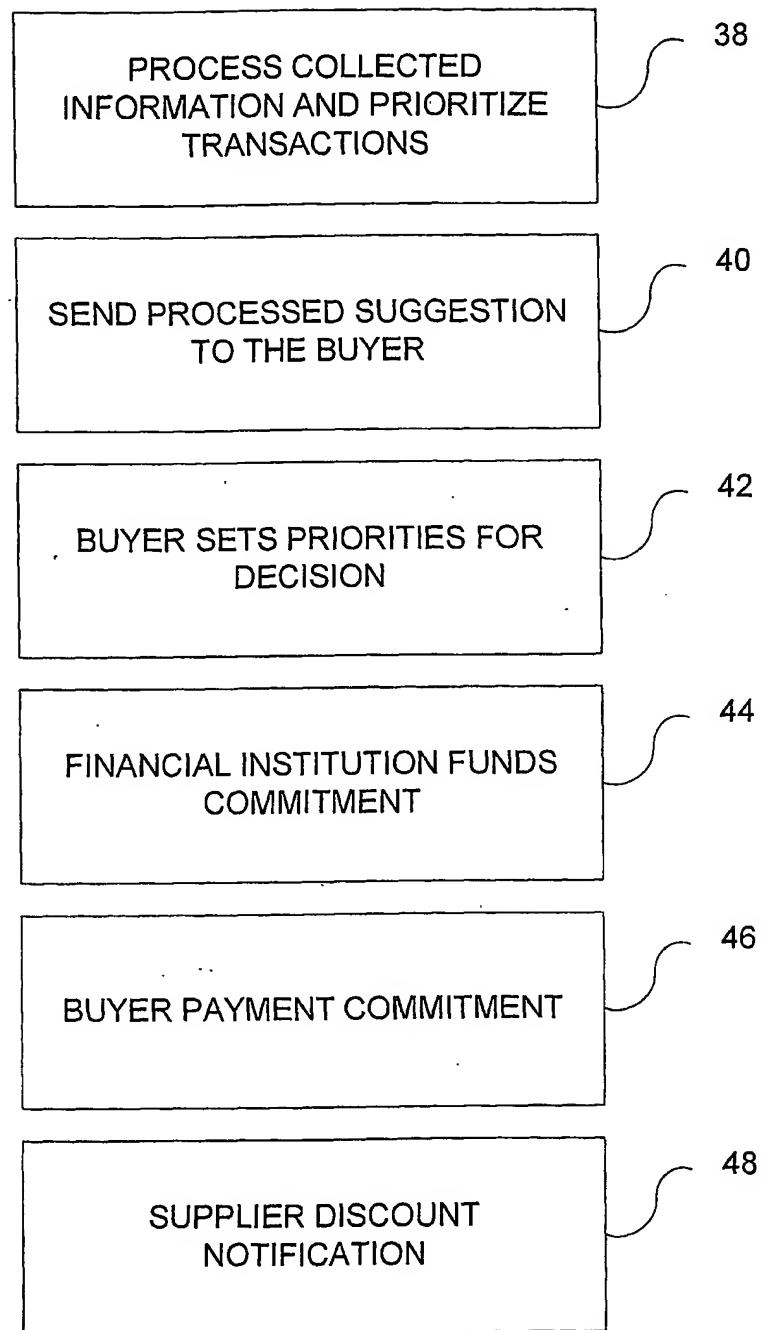 38
PROCESS COLLECTED
INFORMATION AND PRIORITIZE
TRANSACTIONS
40
SEND PROCESSED SUGGESTION
TO THE BUYER
42
BUYER SETS PRIORITIES FOR
DECISION
44
FINANCIAL INSTITUTION FUNDS
COMMITMENT
46
BUYER PAYMENT COMMITMENT
48
SUPPLIER DISCOUNT
NOTIFICATION